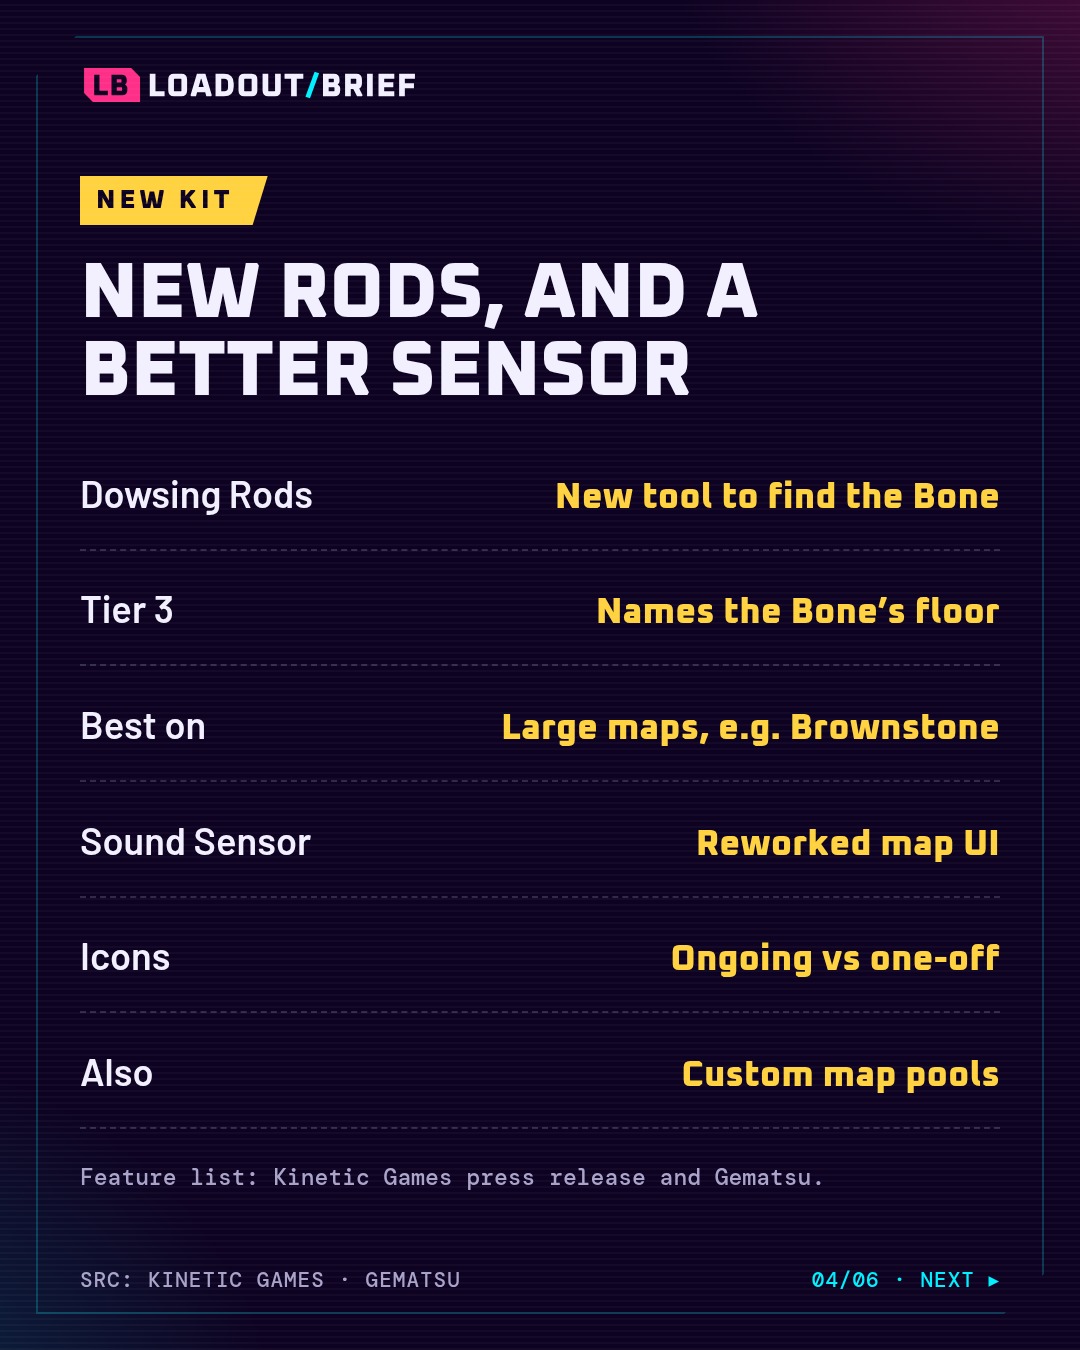 LB LOADOUT/BRIEF
NEW KIT
NEW RODS, AND A
BETTER SENSOR
Dowsing Rods New tool to find the Bone
Tier 3 Names the Bone’s floor
Best on Large maps, e.g. Brownstone
Sound Sensor Reworked map UI
Icons Ongoing vs one-off
Also Custom map pools
Feature list: Kinetic Games press release and Gematsu.
SRC: KINETIC GAMES · GEMATSU 04/06 · NEXT ▸